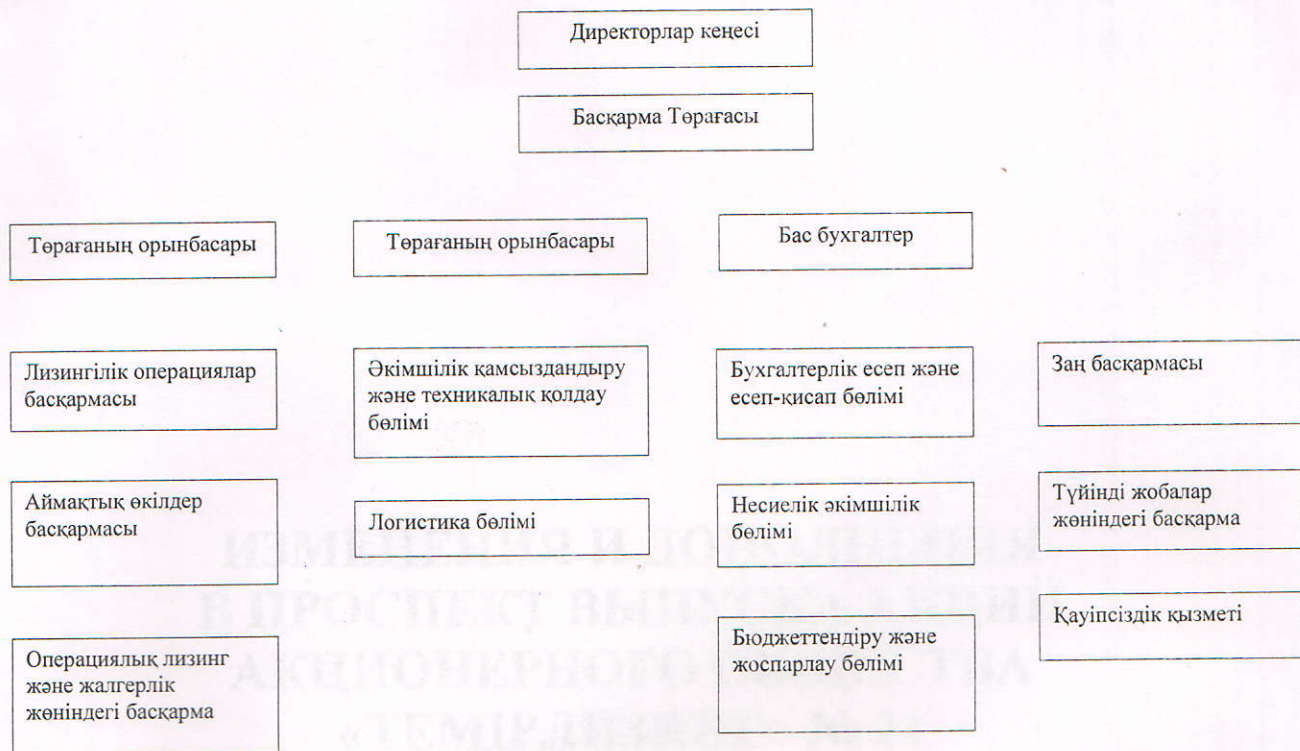 Директорлар кеңесі
Басқарма Төрағасы
Төрағаның орынбасары
Төрағаның орынбасары
Бас бухгалтер
Лизингілік операциялар
басқармасы
Әкімшілік қамсыздандыру
және техникалық қолдау
бөлімі
Бухгалтерлік есеп және
есеп-қисап бөлімі
Заң басқармасы
Аймақтық өкілдер
басқармасы
Логистика бөлімі
Несиелік әкімшілік
бөлімі
Түйінді жобалар
жөніндегі басқарма
Операциялық лизинг
және жалгерлік
жөніндегі басқарма
Бюджеттендіру және
жоспарлау бөлімі
Қауіпсіздік қызметі
ИЗМЕНЕНИЯ И ДОПОЛНЕНИЯ
В ПРОСПЕКТ ВЫПУСКА АКЦИЙ
АКЦИОНЕРНОГО ОБЩЕСТВА